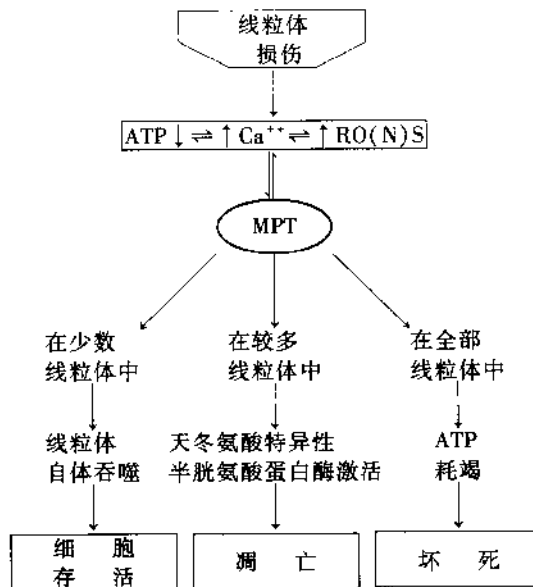 线粒体
损伤
ATP↓⇌↑Ca⁺⁺⇌↑RO(N)S
MPT
在少数
线粒体中
在较多
线粒体中
在全部
线粒体中
线粒体
自体吞噬
天冬氨酸特异性
半胱氨酸蛋白酶激活
ATP
耗竭
细 胞
存 活
凋 亡
坏 死